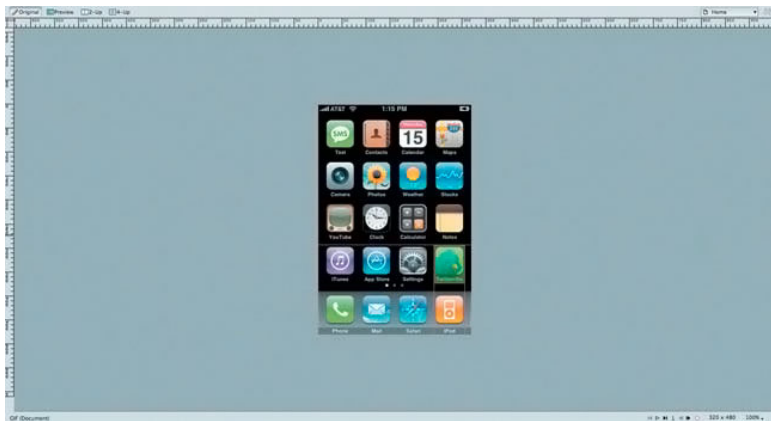 Original Preview 2-Up 4-Up Home
AT&T 1:15 PM
SMS 15
Text Contacts Calendar Maps
Camera Photos Weather Stocks
YouTube Clock Calculator Notes
iTunes App Store Settings
Phone Mail Safari iPod
GIF (Document) 320 x 480 100%